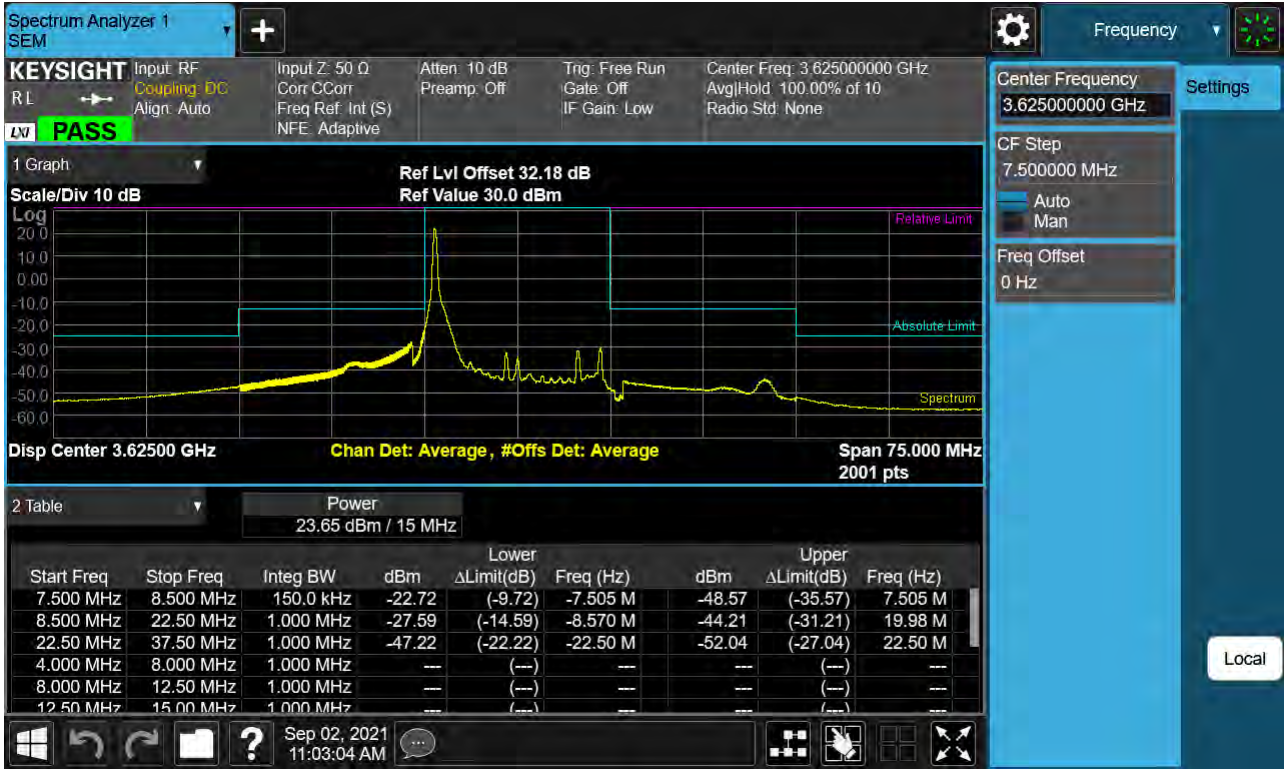 Spectrum Analyzer 1
SEM
+
Frequency
KEYSIGHT
RL
LXI
PASS
Input: RF
Coupling: DC
Align: Auto
Input Z: 50 Ω
Corr CCorr
Freq Ref: Int (S)
NFE: Adaptive
Atten: 10 dB
Preamp: Off
Trig: Free Run
Gate: Off
IF Gain: Low
Center Freq: 3.625000000 GHz
Avg|Hold: 100.00% of 10
Radio Std: None
Center Frequency
3.625000000 GHz
Settings
CF Step
7.500000 MHz
Auto
Man
Freq Offset
0 Hz
1 Graph
Scale/Div 10 dB
Ref Lvl Offset 32.18 dB
Ref Value 30.0 dBm
Log
20.0
10.0
0.00
-10.0
-20.0
-30.0
-40.0
-50.0
-60.0
Relative Limit
Absolute Limit
Spectrum
Disp Center 3.62500 GHz
Chan Det: Average, #Offs Det: Average
Span 75.000 MHz
2001 pts
2 Table
Power
23.65 dBm / 15 MHz
Lower Upper
Start Freq Stop Freq Integ BW dBm ΔLimit(dB) Freq (Hz) dBm ΔLimit(dB) Freq (Hz)
7.500 MHz 8.500 MHz 150.0 kHz -22.72 (-9.72) -7.505 M -48.57 (-35.57) 7.505 M
8.500 MHz 22.50 MHz 1.000 MHz -27.59 (-14.59) -8.570 M -44.21 (-31.21) 19.98 M
22.50 MHz 37.50 MHz 1.000 MHz -47.22 (-22.22) -22.50 M -52.04 (-27.04) 22.50 M
4.000 MHz 8.000 MHz 1.000 MHz --- (---) --- --- (---) ---
8.000 MHz 12.50 MHz 1.000 MHz --- (---) --- --- (---) ---
12.50 MHz 15.00 MHz 1.000 MHz --- (---) --- --- (---) ---
Local
?
Sep 02, 2021
11:03:04 AM